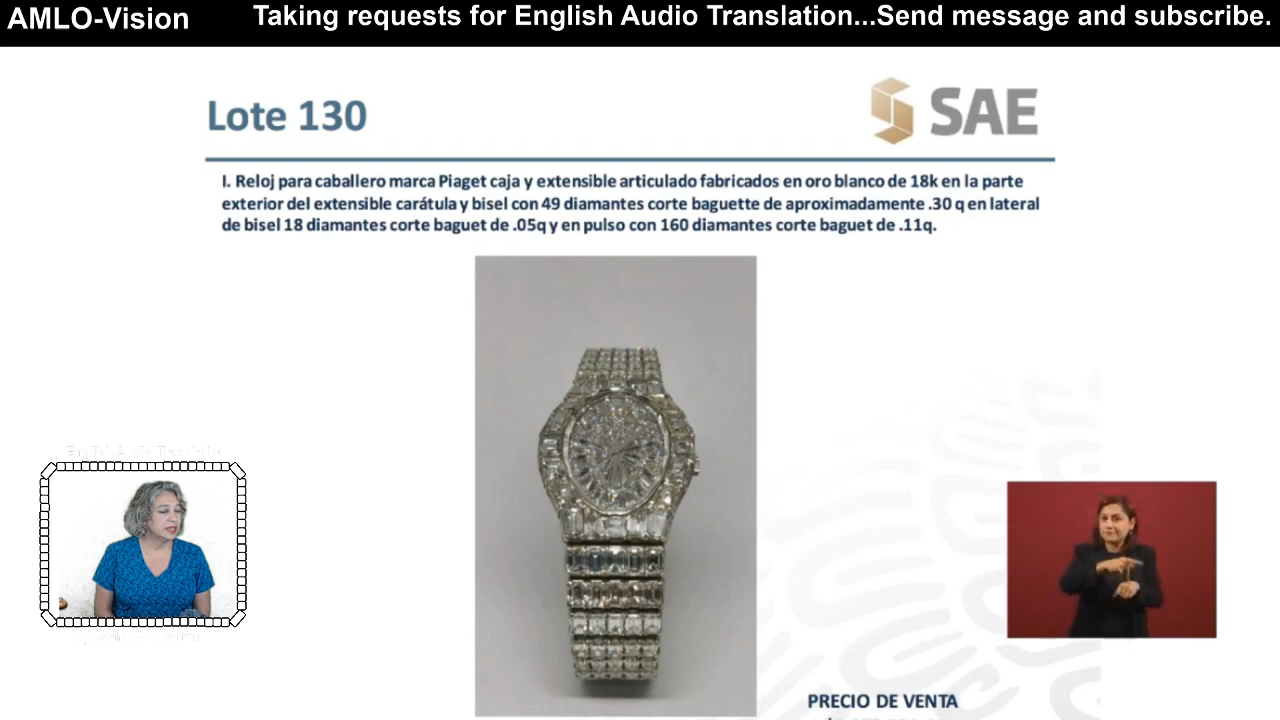 AMLO-Vision
Taking requests for English Audio Translation...Send message and subscribe.
Lote 130
SAE
I. Reloj para caballero marca Piaget caja y extensible articulado fabricados en oro blanco de 18k en la parte
exterior del extensible carátula y bisel con 49 diamantes corte baguette de aproximadamente .30 q en lateral
de bisel 18 diamantes corte baguet de .05q y en pulso con 160 diamantes corte baguet de .11q.
English Audio Translation
PRECIO DE VENTA